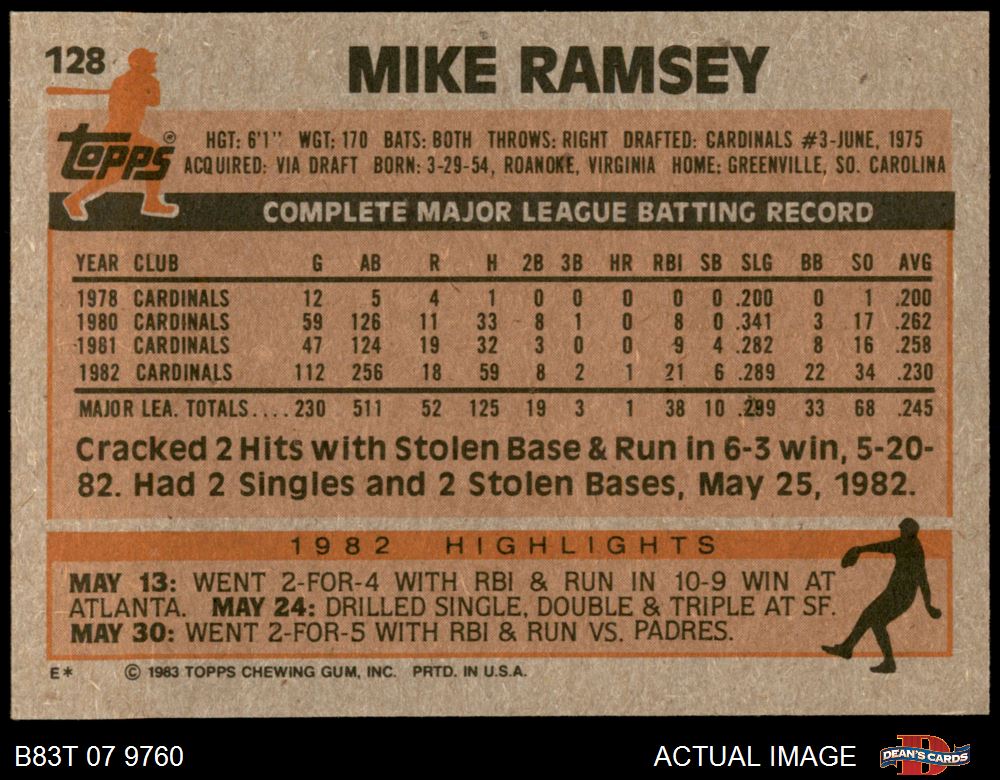 128
MIKE RAMSEY
topps®
HGT: 6'1" WGT: 170 BATS: BOTH THROWS: RIGHT DRAFTED: CARDINALS #3-JUNE, 1975
ACQUIRED: VIA DRAFT BORN: 3-29-54, ROANOKE, VIRGINIA HOME: GREENVILLE, SO. CAROLINA
COMPLETE MAJOR LEAGUE BATTING RECORD
YEAR CLUB G AB R H 2B 3B HR RBI SB SLG BB SO AVG
1978 CARDINALS 12 5 4 1 0 0 0 0 0 .200 0 1 .200
1980 CARDINALS 59 126 11 33 8 1 0 8 0 .341 3 17 .262
1981 CARDINALS 47 124 19 32 3 0 0 9 4 .282 8 16 .258
1982 CARDINALS 112 256 18 59 8 2 1 21 6 .289 22 34 .230
MAJOR LEA. TOTALS.... 230 511 52 125 19 3 1 38 10 .299 33 68 .245
Cracked 2 Hits with Stolen Base & Run in 6-3 win, 5-20-
82. Had 2 Singles and 2 Stolen Bases, May 25, 1982.
1982 HIGHLIGHTS
MAY 13: WENT 2-FOR-4 WITH RBI & RUN IN 10-9 WIN AT
ATLANTA. MAY 24: DRILLED SINGLE, DOUBLE & TRIPLE AT SF.
MAY 30: WENT 2-FOR-5 WITH RBI & RUN VS. PADRES.
E* © 1983 TOPPS CHEWING GUM, INC. PRTD. IN U.S.A.
B83T 07 9760 ACTUAL IMAGE DEAN'S CARDS